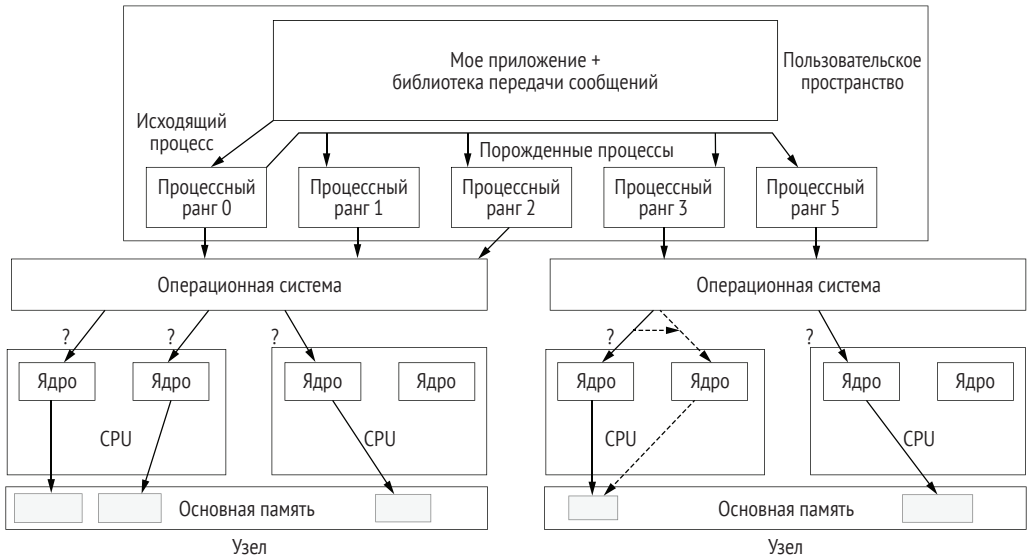 Мое приложение +
библиотека передачи сообщений
Пользовательское
пространство
Исходящий
процесс
Порожденные процессы
Процессный
ранг 0
Процессный
ранг 1
Процессный
ранг 2
Процессный
ранг 3
Процессный
ранг 5
Операционная система
Операционная система
?
?
?
?
?
Ядро
Ядро
Ядро
Ядро
Ядро
Ядро
Ядро
Ядро
CPU
CPU
CPU
CPU
Основная память
Основная память
Узел
Узел